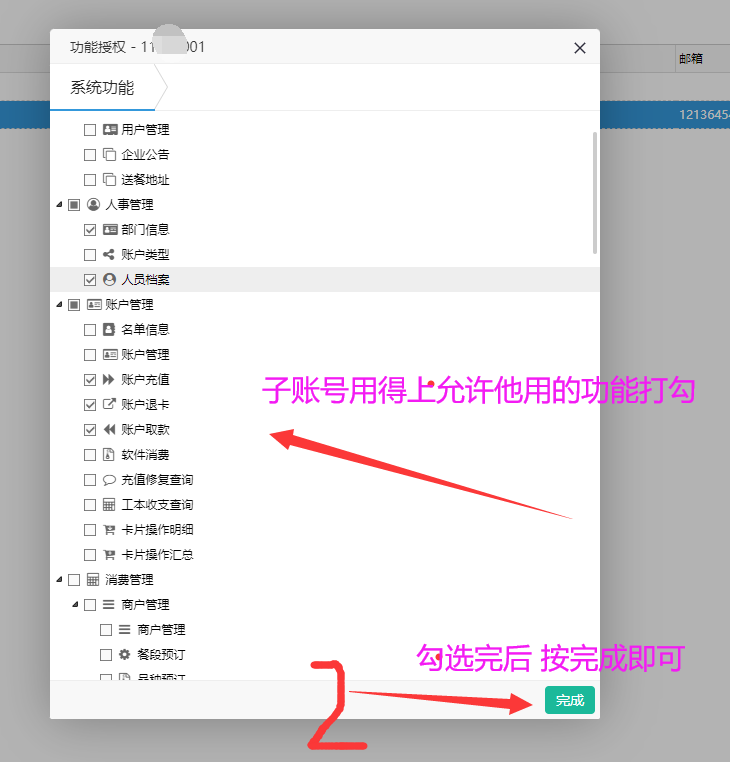 功能授权 - 11 001
邮箱
系统功能
1213645
用户管理
企业公告
送餐地址
人事管理
部门信息
账户类型
人员档案
账户管理
名单信息
账户管理
账户充值
子账号用得上允许他用的功能打勾
账户退卡
账户取款
软件消费
充值修复查询
工本收支查询
卡片操作明细
卡片操作汇总
消费管理
商户管理
商户管理
餐段预订
勾选完后 按完成即可
品种预订
2
完成